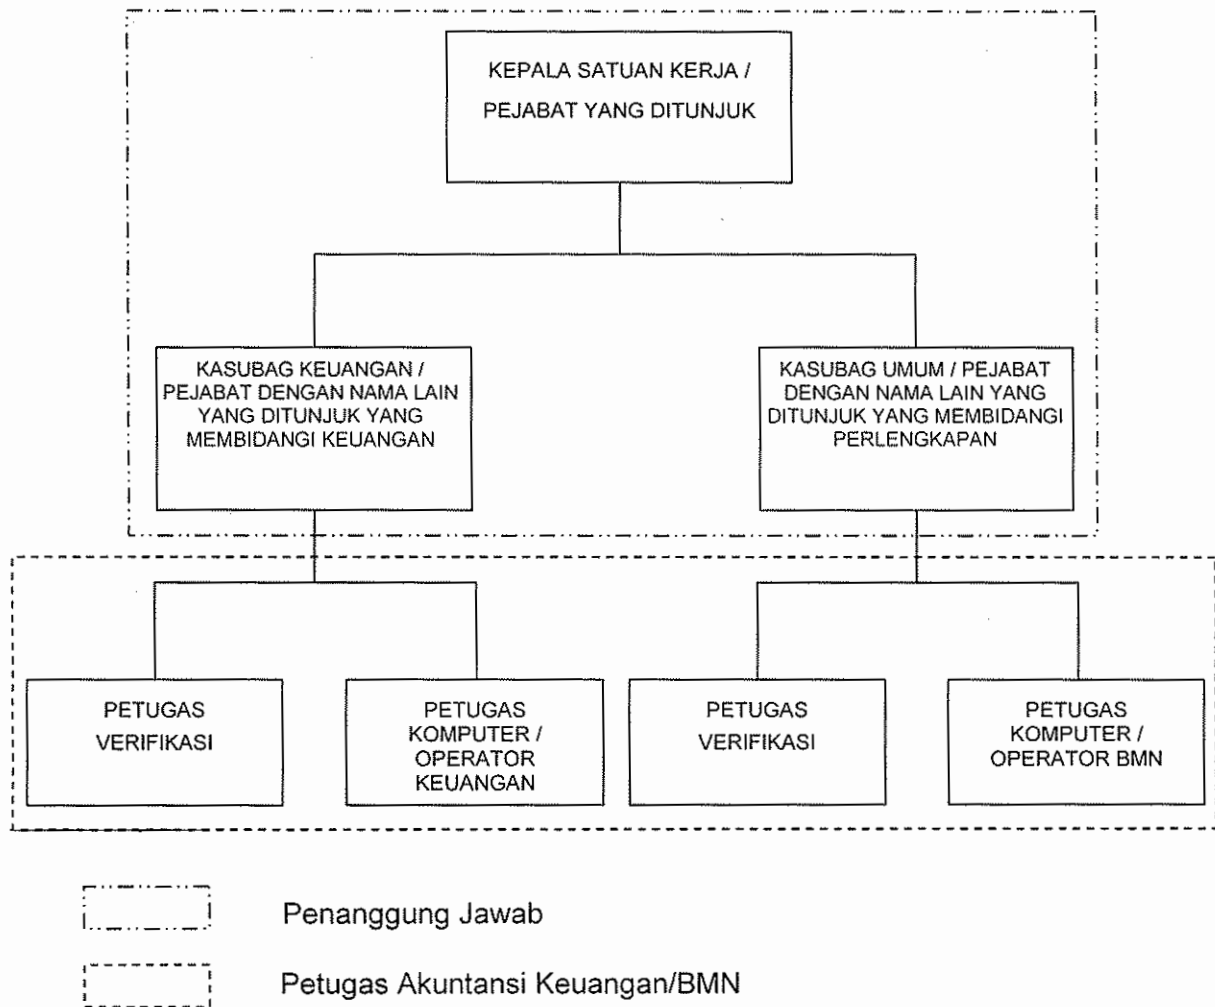 KEPALA SATUAN KERJA /
PEJABAT YANG DITUNJUK
KASUBAG KEUANGAN /
PEJABAT DENGAN NAMA LAIN
YANG DITUNJUK YANG
MEMBIDANGI KEUANGAN
KASUBAG UMUM / PEJABAT
DENGAN NAMA LAIN YANG
DITUNJUK YANG MEMBIDANGI
PERLENGKAPAN
PETUGAS
VERIFIKASI
PETUGAS
KOMPUTER /
OPERATOR
KEUANGAN
PETUGAS
VERIFIKASI
PETUGAS
KOMPUTER /
OPERATOR BMN
Penanggung Jawab
Petugas Akuntansi Keuangan/BMN